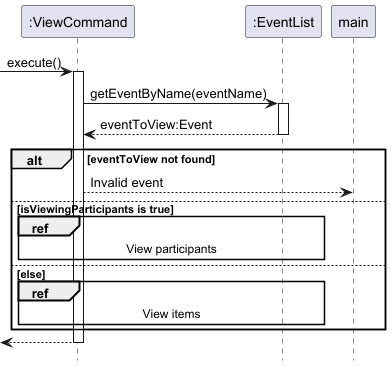 :ViewCommand :EventList main
execute()
getEventByName(eventName)
eventToView:Event
alt [eventToView not found]
Invalid event
[isViewingParticipants is true]
ref
View participants
[else]
ref
View items